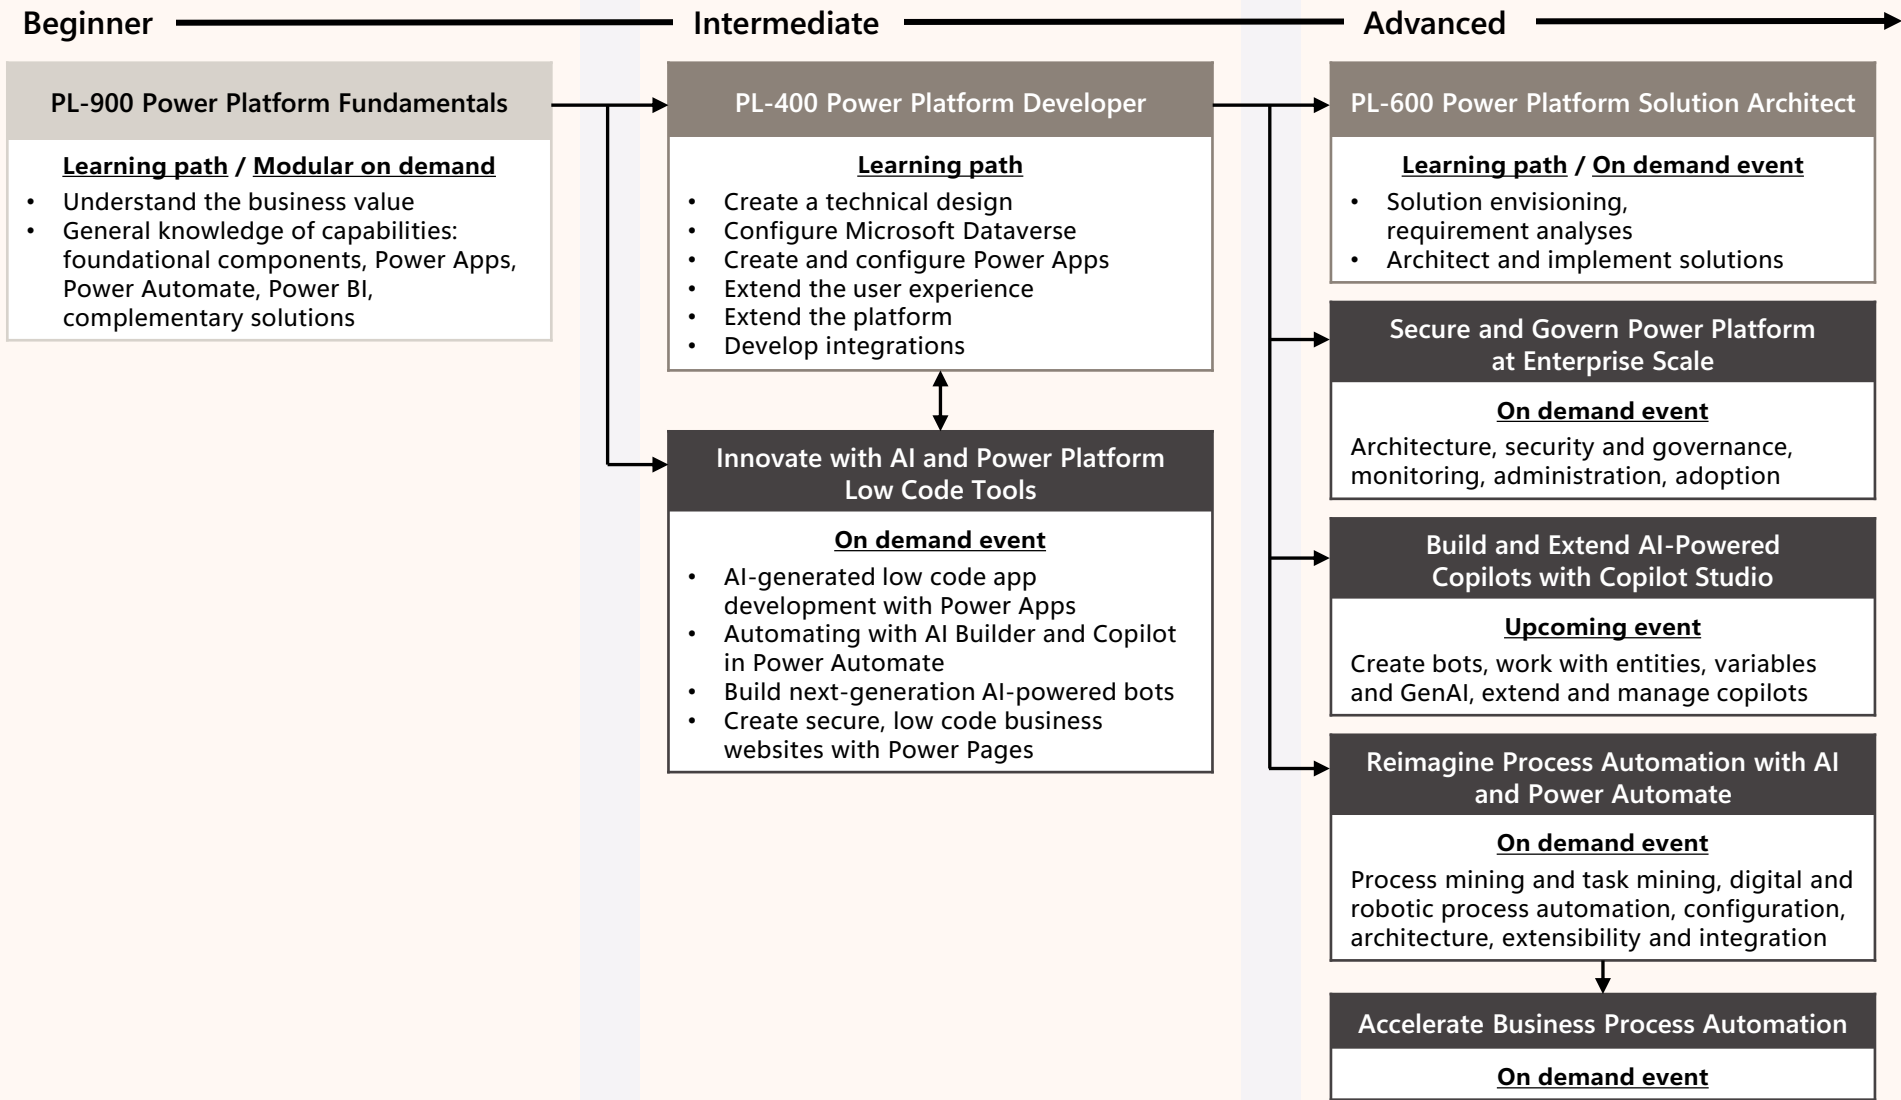 Beginner
Intermediate
Advanced
PL-900 Power Platform Fundamentals
Learning path / Modular on demand
• Understand the business value
• General knowledge of capabilities:
foundational components, Power Apps,
Power Automate, Power BI,
complementary solutions
PL-400 Power Platform Developer
Learning path
• Create a technical design
• Configure Microsoft Dataverse
• Create and configure Power Apps
• Extend the user experience
• Extend the platform
• Develop integrations
Innovate with AI and Power Platform
Low Code Tools
On demand event
• AI-generated low code app
development with Power Apps
• Automating with AI Builder and Copilot
in Power Automate
• Build next-generation AI-powered bots
• Create secure, low code business
websites with Power Pages
PL-600 Power Platform Solution Architect
Learning path / On demand event
• Solution envisioning,
requirement analyses
• Architect and implement solutions
Secure and Govern Power Platform
at Enterprise Scale
On demand event
Architecture, security and governance,
monitoring, administration, adoption
Build and Extend AI-Powered
Copilots with Copilot Studio
Upcoming event
Create bots, work with entities, variables
and GenAI, extend and manage copilots
Reimagine Process Automation with AI
and Power Automate
On demand event
Process mining and task mining, digital and
robotic process automation, configuration,
architecture, extensibility and integration
Accelerate Business Process Automation
On demand event